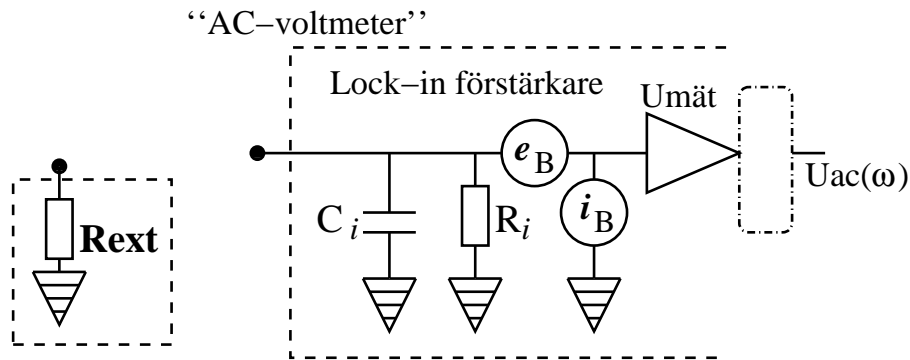 ‘‘AC−voltmeter’’
Lock−in förstärkare
Umät
e B
i B
Uac(ω)
C i
R i
Rext